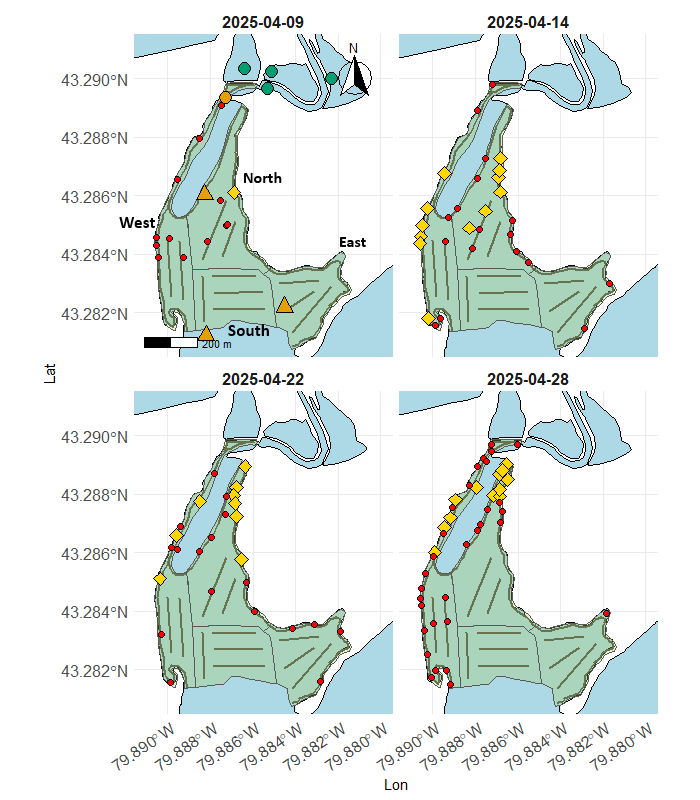 2025-04-09
2025-04-14
N
43.290°N
43.288°N
43.286°N
43.284°N
43.282°N
North
West
East
South
200 m
Lat
2025-04-22
2025-04-28
43.290°N
43.288°N
43.286°N
43.284°N
43.282°N
79.890°W
79.888°W
79.886°W
79.884°W
79.882°W
79.880°W
79.890°W
79.888°W
79.886°W
79.884°W
79.882°W
79.880°W
Lon